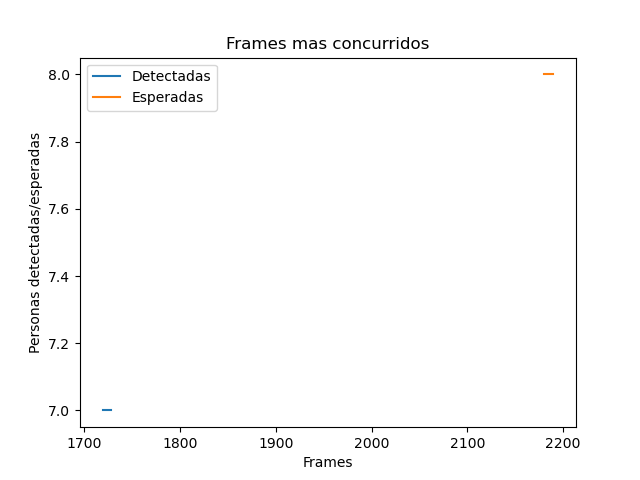 Frames mas concurridos
Detectadas
Esperadas
Personas detectadas/esperadas
8.0
7.8
7.6
7.4
7.2
7.0
1700 1800 1900 2000 2100 2200
Frames